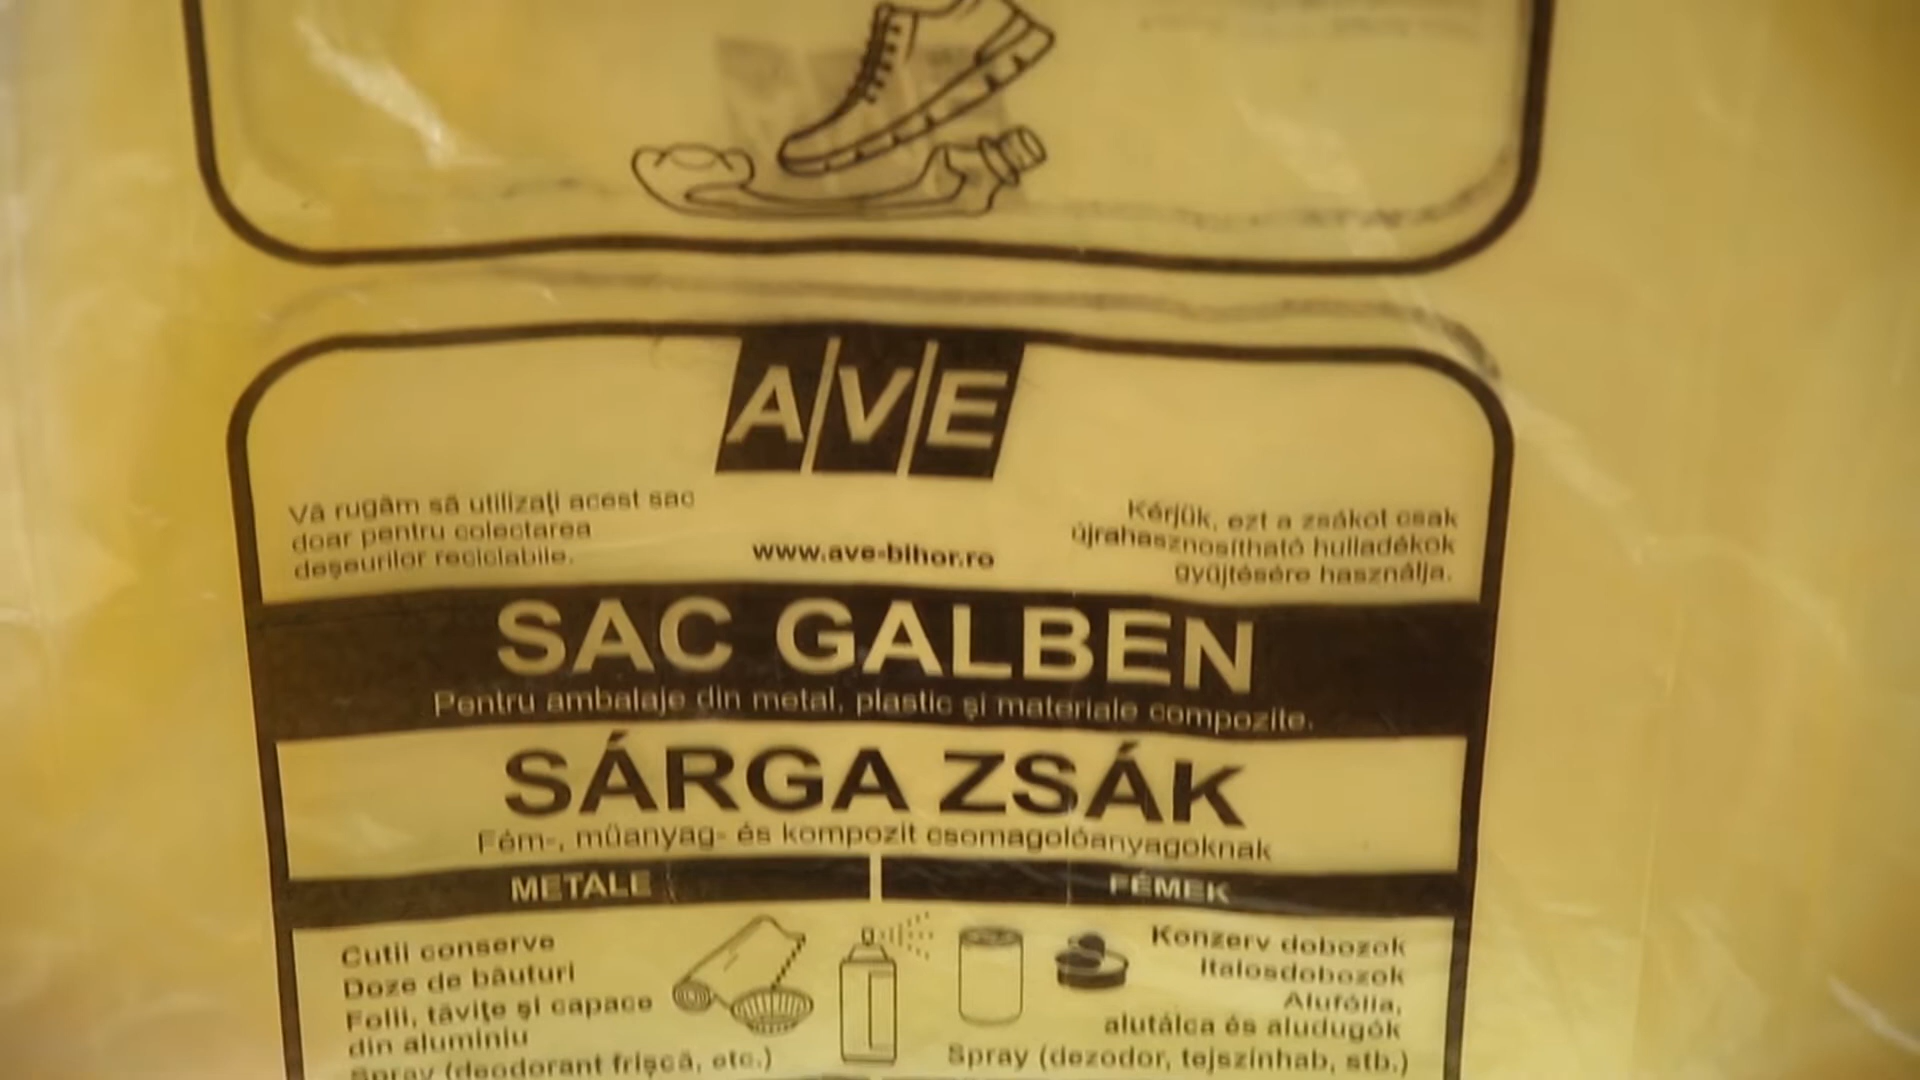 AVE
Vă rugăm să utilizaţi acest sac
doar pentru colectarea
deşeurilor reciclabile.
www.ave-bihor.ro
Kérjük, ezt a zsákot csak
újrahasznosítható hulladékok
gyűjtésére használja.
SAC GALBEN
Pentru ambalaje din metal, plastic şi materiale compozite.
SÁRGA ZSÁK
Fém-, műanyag- és kompozit csomagolóanyagoknak
METALE
FÉMEK
Cutii conserve
Doze de băuturi
Folii, tăviţe şi capace
din aluminiu
Spray (deodorant frişcă, etc.)
Konzerv dobozok
Italosdobozok
Alufólia,
alutálca és aludugók
Spray (dezodor, tejszínhab, stb.)